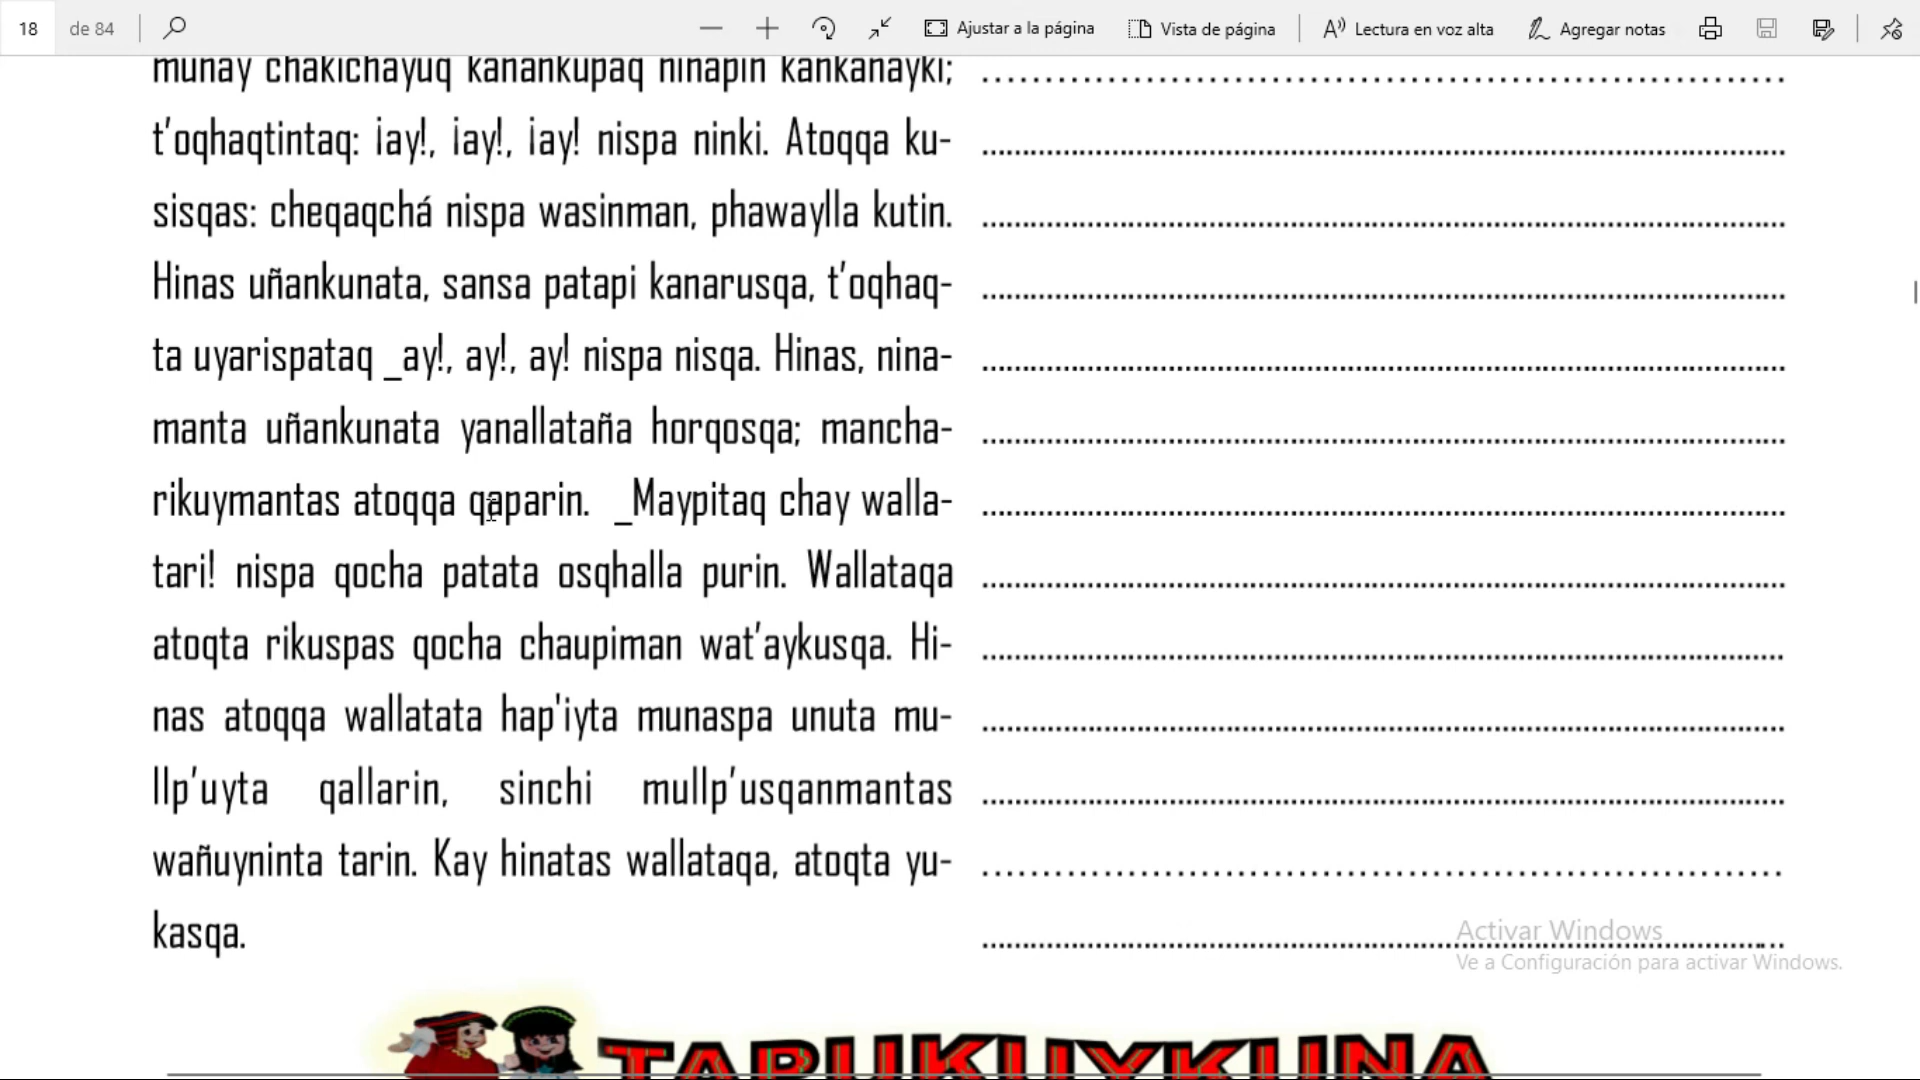 18 de 84 Ajustar a la página Vista de página Lectura en voz alta Agregar notas
munay chakichayuq kanankupaq ninapin kankanayki;
t'oqhaqtintaq: ¡ay!, ¡ay!, ¡ay! nispa ninki. Atoqqa ku-
sisqas: cheqaqchá nispa wasinman, phawaylla kutin.
Hinas uñankunata, sansa patapi kanarusqa, t'oqhaq-
ta uyarispataq _ay!, ay!, ay! nispa nisqa. Hinas, nina-
manta uñankunata yanallataña horqosqa; mancha-
rikuymantas atoqqa qaparin. _Maypitaq chay walla-
tari! nispa qocha patata osqhalla purin. Wallataqa
atoqta rikuspas qocha chaupiman wat'aykusqa. Hi-
nas atoqqa wallatata hap'iyta munaspa unuta mu-
llp'uyta qallarin, sinchi mullp'usqanmantas
wañuyninta tarin. Kay hinatas wallataqa, atoqta yu-
kasqa.
Activar Windows
Ve a Configuración para activar Windows.
TAPUKUYKUNA